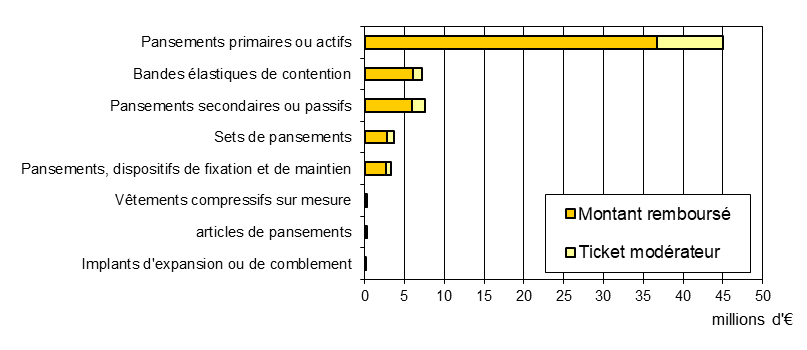 Pansements primaires ou actifs
Bandes élastiques de contention
Pansements secondaires ou passifs
Sets de pansements
Pansements, dispositifs de fixation et de maintien
Vêtements compressifs sur mesure
articles de pansements
Implants d'expansion ou de comblement
Montant remboursé
Ticket modérateur
0 5 10 15 20 25 30 35 40 45 50
millions d'€